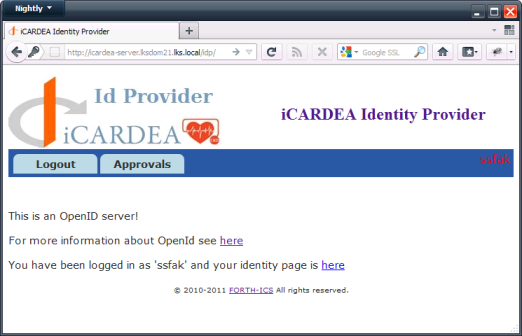 Nightly
iCARDEA Identity Provider
http://icardea-server.lksdom21.lks.local/idp/
Google SSL
Id Provider
iCARDEA
iCARDEA Identity Provider
Logout
Approvals
ssfak
This is an OpenID server!
For more information about OpenId see here
You have been logged in as 'ssfak' and your identity page is here
© 2010-2011 FORTH-ICS All rights reserved.